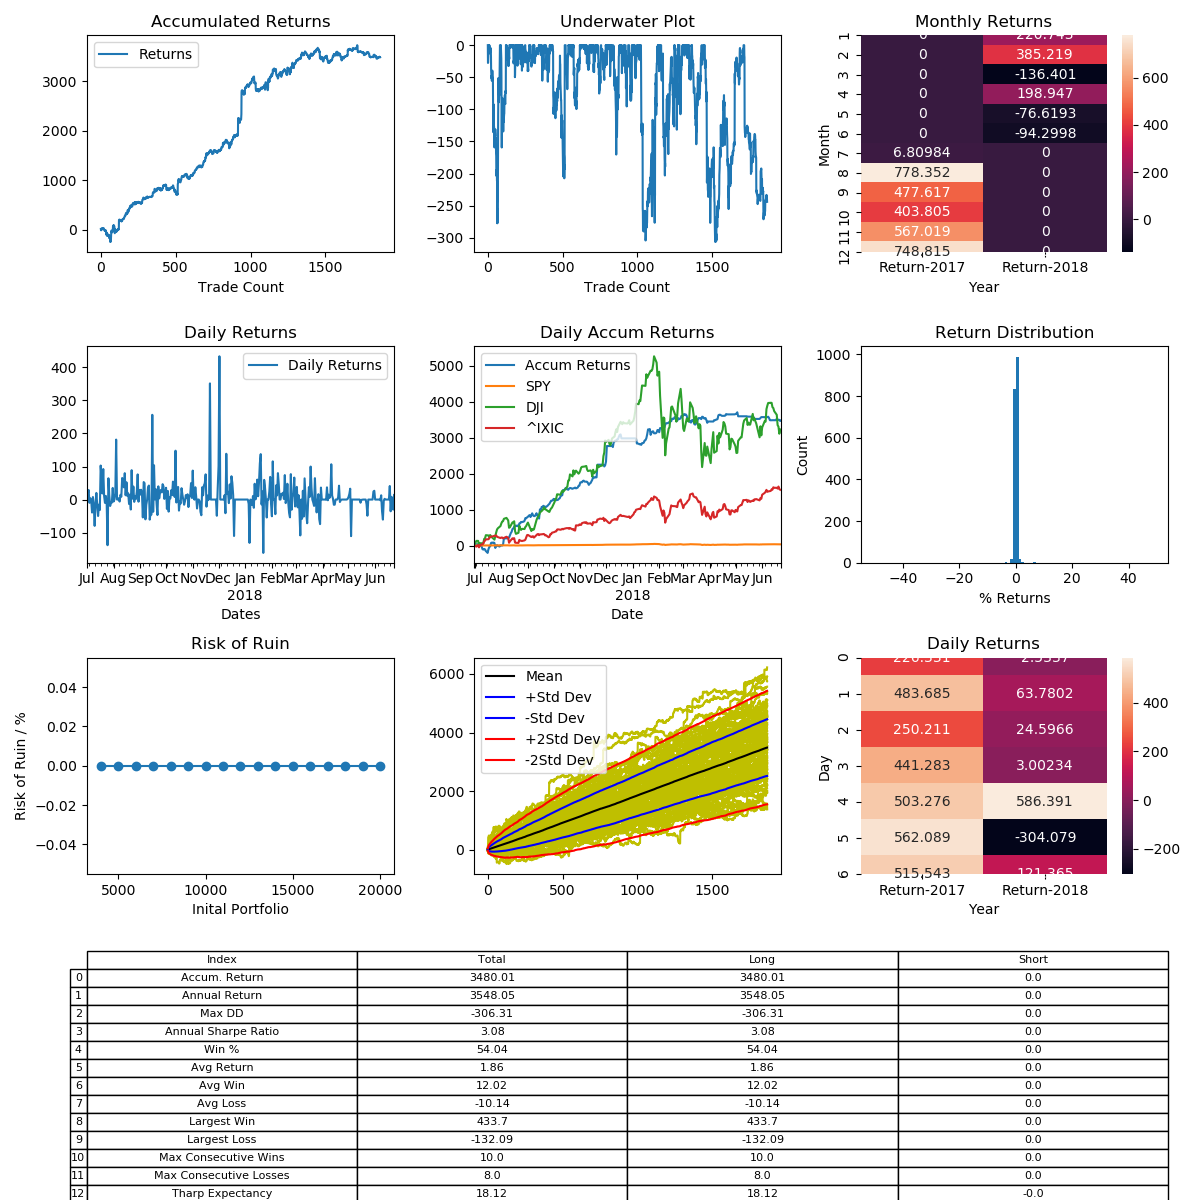 Accumulated Returns
Returns
3000
2000
1000
0
0 500 1000 1500
Trade Count
Underwater Plot
0
−50
−100
−150
−200
−250
−300
0 500 1000 1500
Trade Count
Monthly Returns
Month
1 0
2 0 385.219
3 0 -136.401
4 0 198.947
5 0 -76.6193
6 0 -94.2998
7 6.80984 0
8 778.352 0
9 477.617 0
10 403.805 0
11 567.019 0
12 748.815 0
Return-2017 Return-2018
Year
600
400
200
0
Daily Returns
Daily Returns
400
300
200
100
0
−100
Jul Aug Sep Oct Nov Dec Jan Feb Mar Apr May Jun
2018
Dates
Daily Accum Returns
Accum Returns
SPY
DJI
^IXIC
5000
4000
3000
2000
1000
0
Jul Aug Sep Oct Nov Dec Jan Feb Mar Apr May Jun
2018
Date
Return Distribution
Count
1000
800
600
400
200
0
−40 −20 0 20 40
% Returns
Risk of Ruin
Risk of Ruin / %
0.04
0.02
0.00
−0.02
−0.04
5000 10000 15000 20000
Inital Portfolio
Mean
+Std Dev
-Std Dev
+2Std Dev
-2Std Dev
6000
4000
2000
0
0 500 1000 1500
Daily Returns
Day
0
1 483.685 63.7802
2 250.211 24.5966
3 441.283 3.00234
4 503.276 586.391
5 562.089 -304.079
6 515.543 121.365
Return-2017 Return-2018
Year
400
200
0
−200
Index Total Long Short
0 Accum. Return 3480.01 3480.01 0.0
1 Annual Return 3548.05 3548.05 0.0
2 Max DD -306.31 -306.31 0.0
3 Annual Sharpe Ratio 3.08 3.08 0.0
4 Win % 54.04 54.04 0.0
5 Avg Return 1.86 1.86 0.0
6 Avg Win 12.02 12.02 0.0
7 Avg Loss -10.14 -10.14 0.0
8 Largest Win 433.7 433.7 0.0
9 Largest Loss -132.09 -132.09 0.0
10 Max Consecutive Wins 10.0 10.0 0.0
11 Max Consecutive Losses 8.0 8.0 0.0
12 Tharp Expectancy 18.12 18.12 -0.0